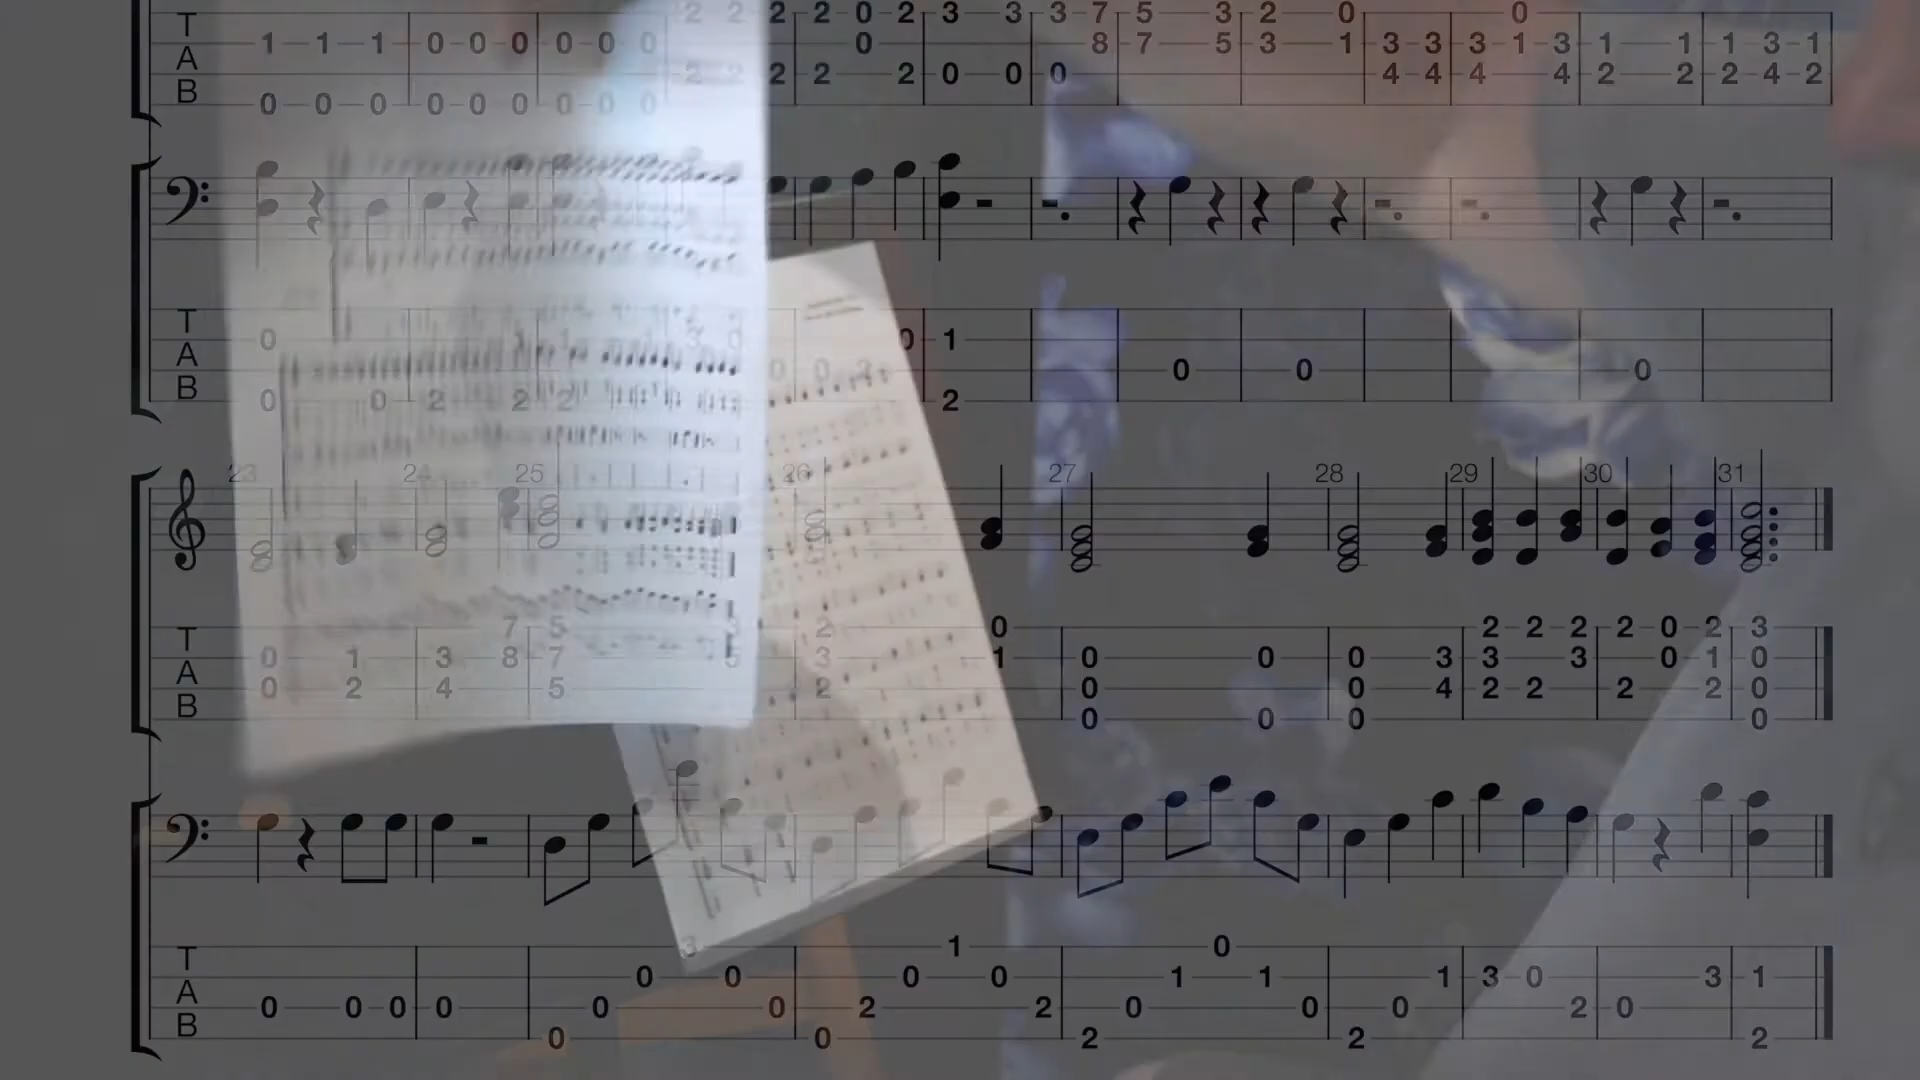 2 2 2 2 0 2 3 3 3 7 5 3 2 0 0
T 1 1 1 0 0 0 0 0 0 0 8 7 5 3 1 3 3 3 1 3 1 1 1 3 1
A 2 2 2 2 2 0 0 0 4 4 4 4 2 2 2 4 2
B 0 0 0 0 0 0 0 0 0
T
A 0 3 0 0 1
B 0 0 2 0 0 0
0 0 2 2 2 2
23 24 25 26 27 28 29 30 31
T 7 5 2 0 2 2 2 2 0 2 3
A 0 1 3 8 7 5 3 1 0 0 0 3 3 3 0 1 0
B 0 2 4 5 2 0 0 4 2 2 2 2 0
0 0 0 0
T 3 1 0
A 0 0 0 0 1 1 1 3 0 3 1
B 0 0 0 0 0 0 2 2 0 0 0 2 0
0 0 2 2 2